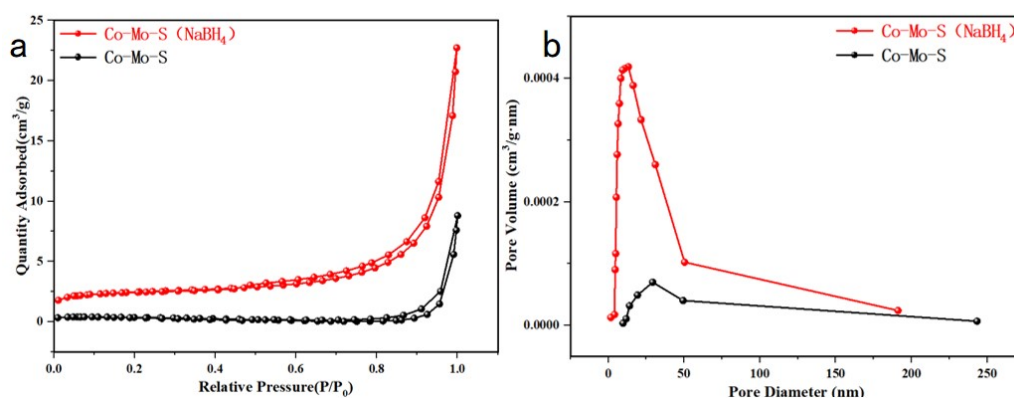 a
Co-Mo-S (NaBH₄)
Co-Mo-S
Quantity Adsorbed(cm³/g)
25
20
15
10
5
0
0.0 0.2 0.4 0.6 0.8 1.0
Relative Pressure(P/P₀)
b
Co-Mo-S (NaBH₄)
Co-Mo-S
Pore Volume (cm³/g·nm)
0.0004
0.0002
0.0000
0 50 100 150 200 250
Pore Diameter (nm)